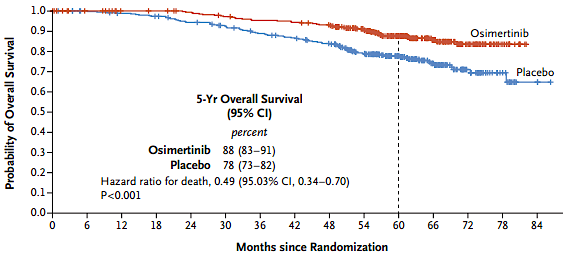 Probability of Overall Survival
1.0
0.9
0.8
0.7
0.6
0.5
0.4
0.3
0.2
0.1
0.0
Osimertinib
Placebo
5-Yr Overall Survival
(95% CI)
percent
Osimertinib 88 (83–91)
Placebo 78 (73–82)
Hazard ratio for death, 0.49 (95.03% CI, 0.34–0.70)
P<0.001
0 6 12 18 24 30 36 42 48 54 60 66 72 78 84
Months since Randomization